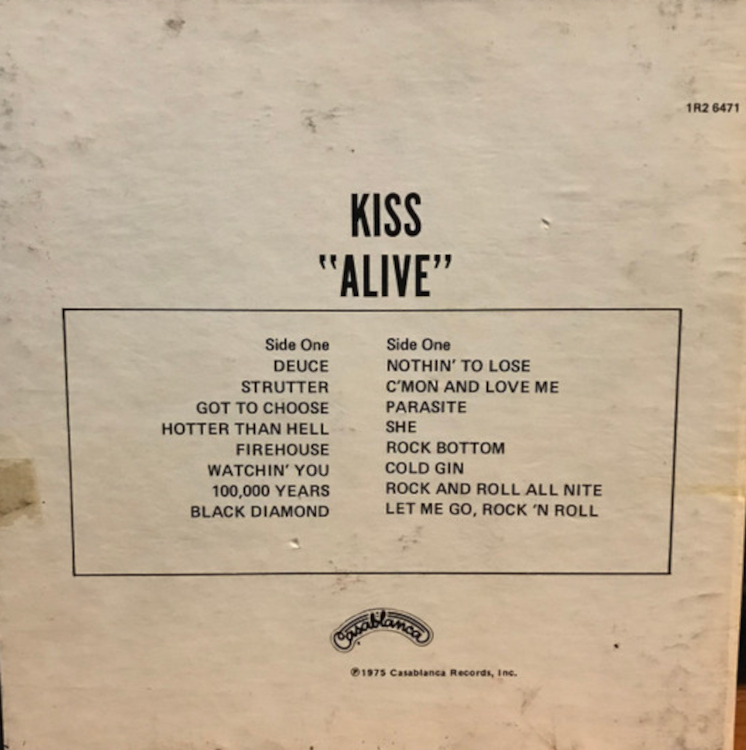 1R2 6471
KISS
"ALIVE"
Side One
DEUCE
STRUTTER
GOT TO CHOOSE
HOTTER THAN HELL
FIREHOUSE
WATCHIN' YOU
100,000 YEARS
BLACK DIAMOND
Side One
NOTHIN' TO LOSE
C'MON AND LOVE ME
PARASITE
SHE
ROCK BOTTOM
COLD GIN
ROCK AND ROLL ALL NITE
LET ME GO, ROCK 'N ROLL
Casablanca
℗1975 Casablanca Records, Inc.